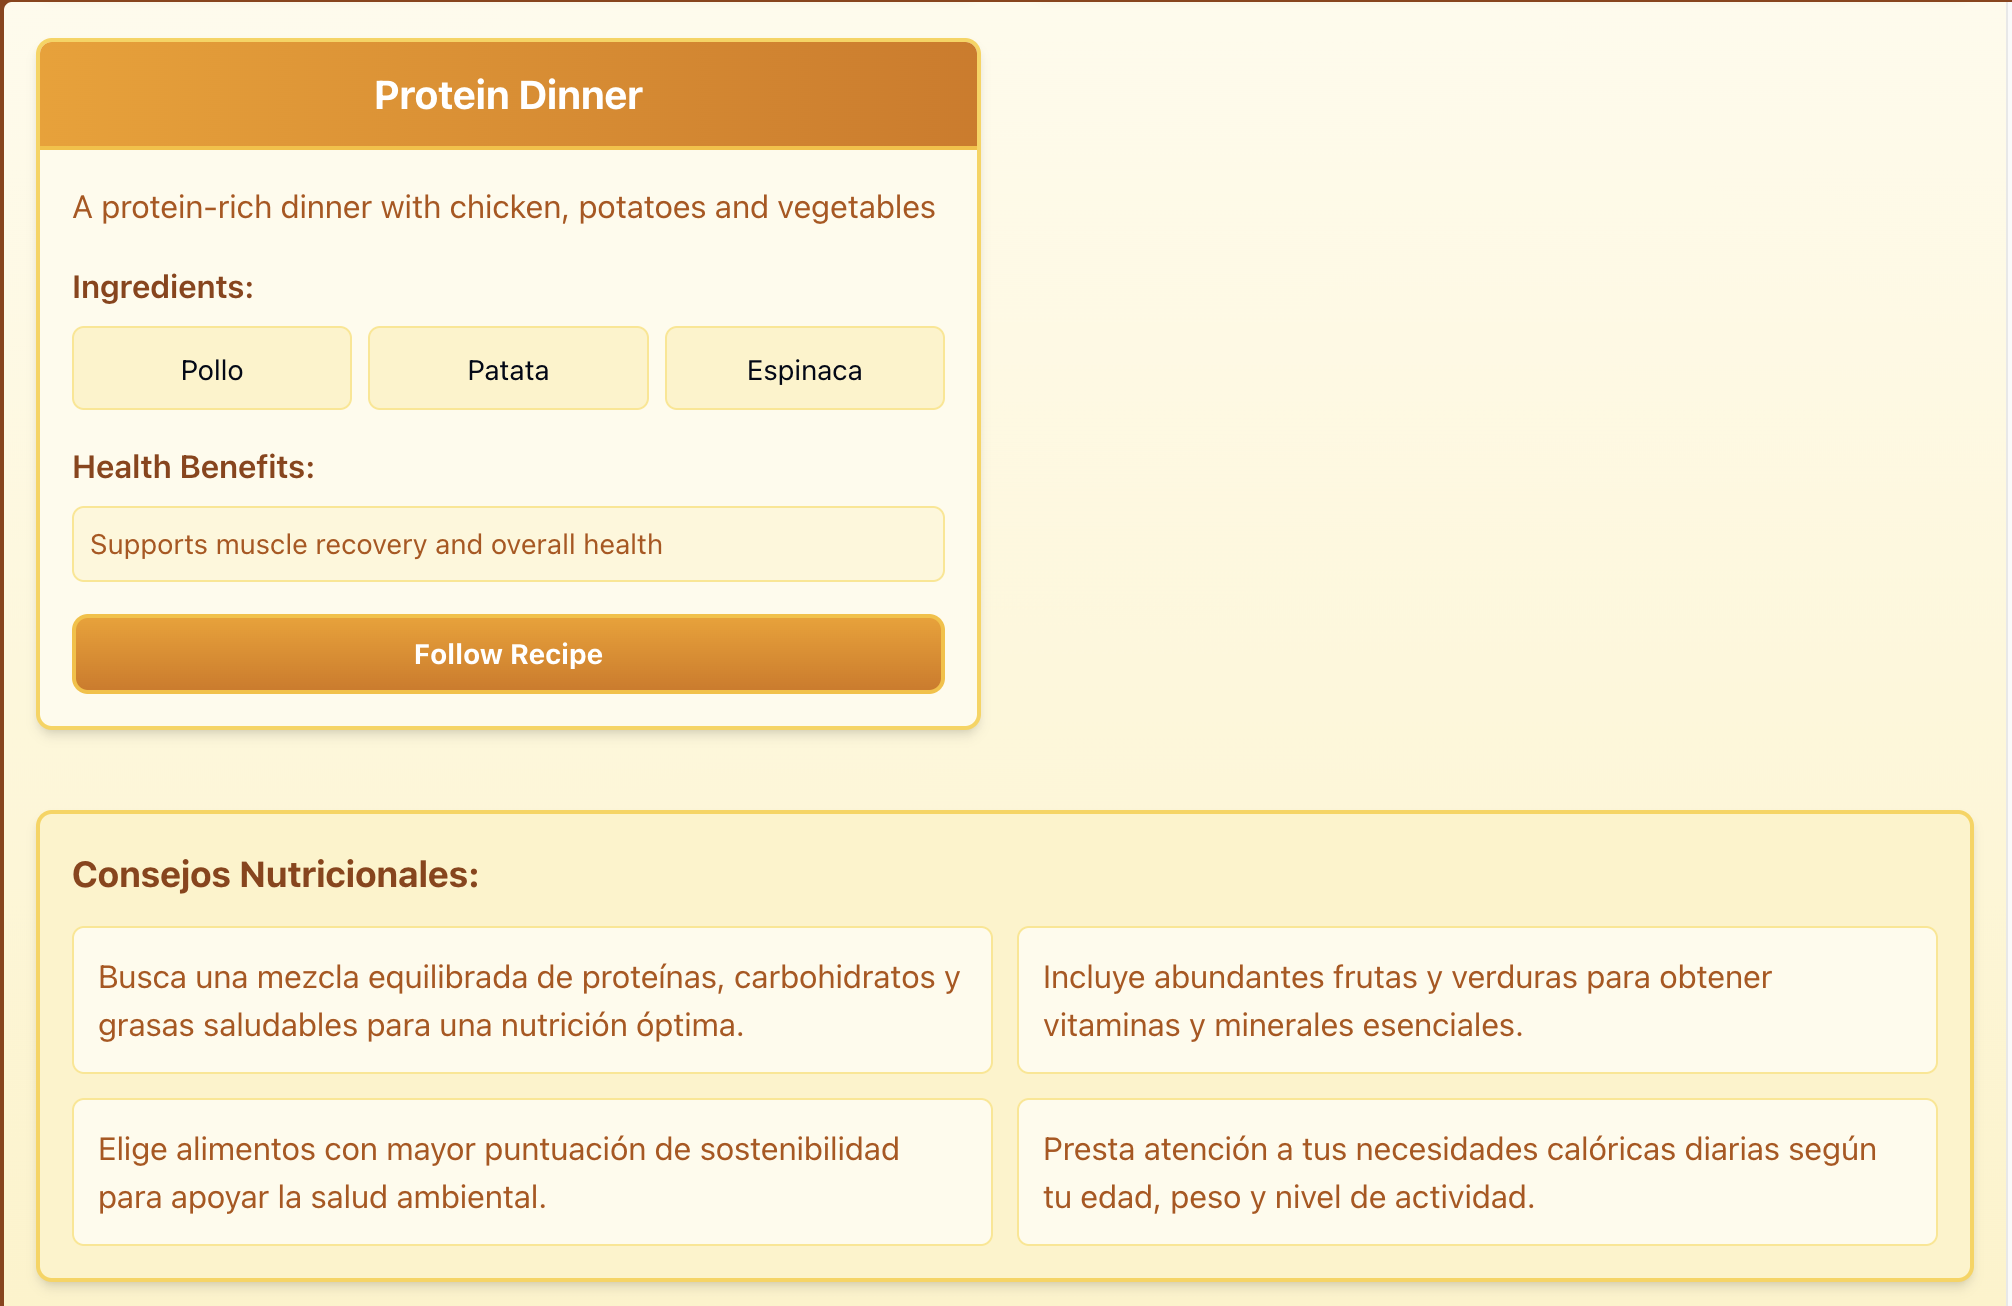 Protein Dinner
A protein-rich dinner with chicken, potatoes and vegetables
Ingredients:
Pollo
Patata
Espinaca
Health Benefits:
Supports muscle recovery and overall health
Follow Recipe
Consejos Nutricionales:
Busca una mezcla equilibrada de proteínas, carbohidratos y
grasas saludables para una nutrición óptima.
Incluye abundantes frutas y verduras para obtener
vitaminas y minerales esenciales.
Elige alimentos con mayor puntuación de sostenibilidad
para apoyar la salud ambiental.
Presta atención a tus necesidades calóricas diarias según
tu edad, peso y nivel de actividad.